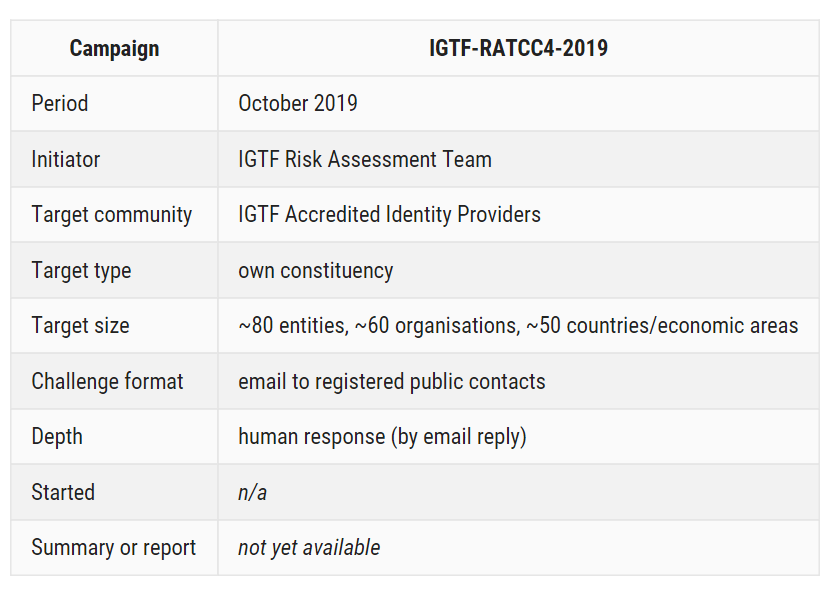 Campaign IGTF-RATCC4-2019
Period October 2019
Initiator IGTF Risk Assessment Team
Target community IGTF Accredited Identity Providers
Target type own constituency
Target size ~80 entities, ~60 organisations, ~50 countries/economic areas
Challenge format email to registered public contacts
Depth human response (by email reply)
Started n/a
Summary or report not yet available